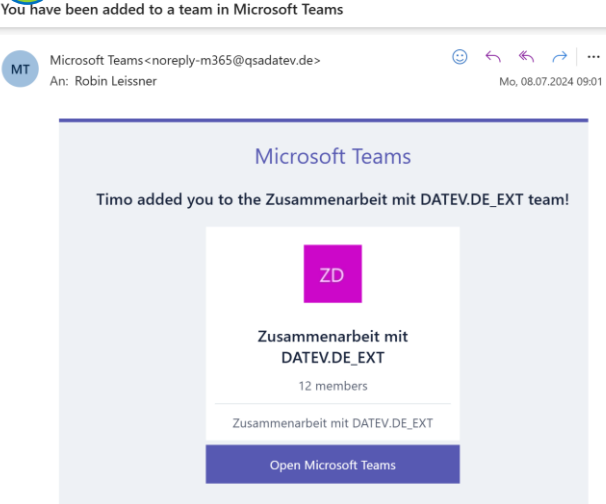 You have been added to a team in Microsoft Teams
MT
Microsoft Teams<noreply-m365@qsadatev.de>
An: Robin Leissner
Mo, 08.07.2024 09:01
Microsoft Teams
Timo added you to the Zusammenarbeit mit DATEV.DE_EXT team!
ZD
Zusammenarbeit mit
DATEV.DE_EXT
12 members
Zusammenarbeit mit DATEV.DE_EXT
Open Microsoft Teams